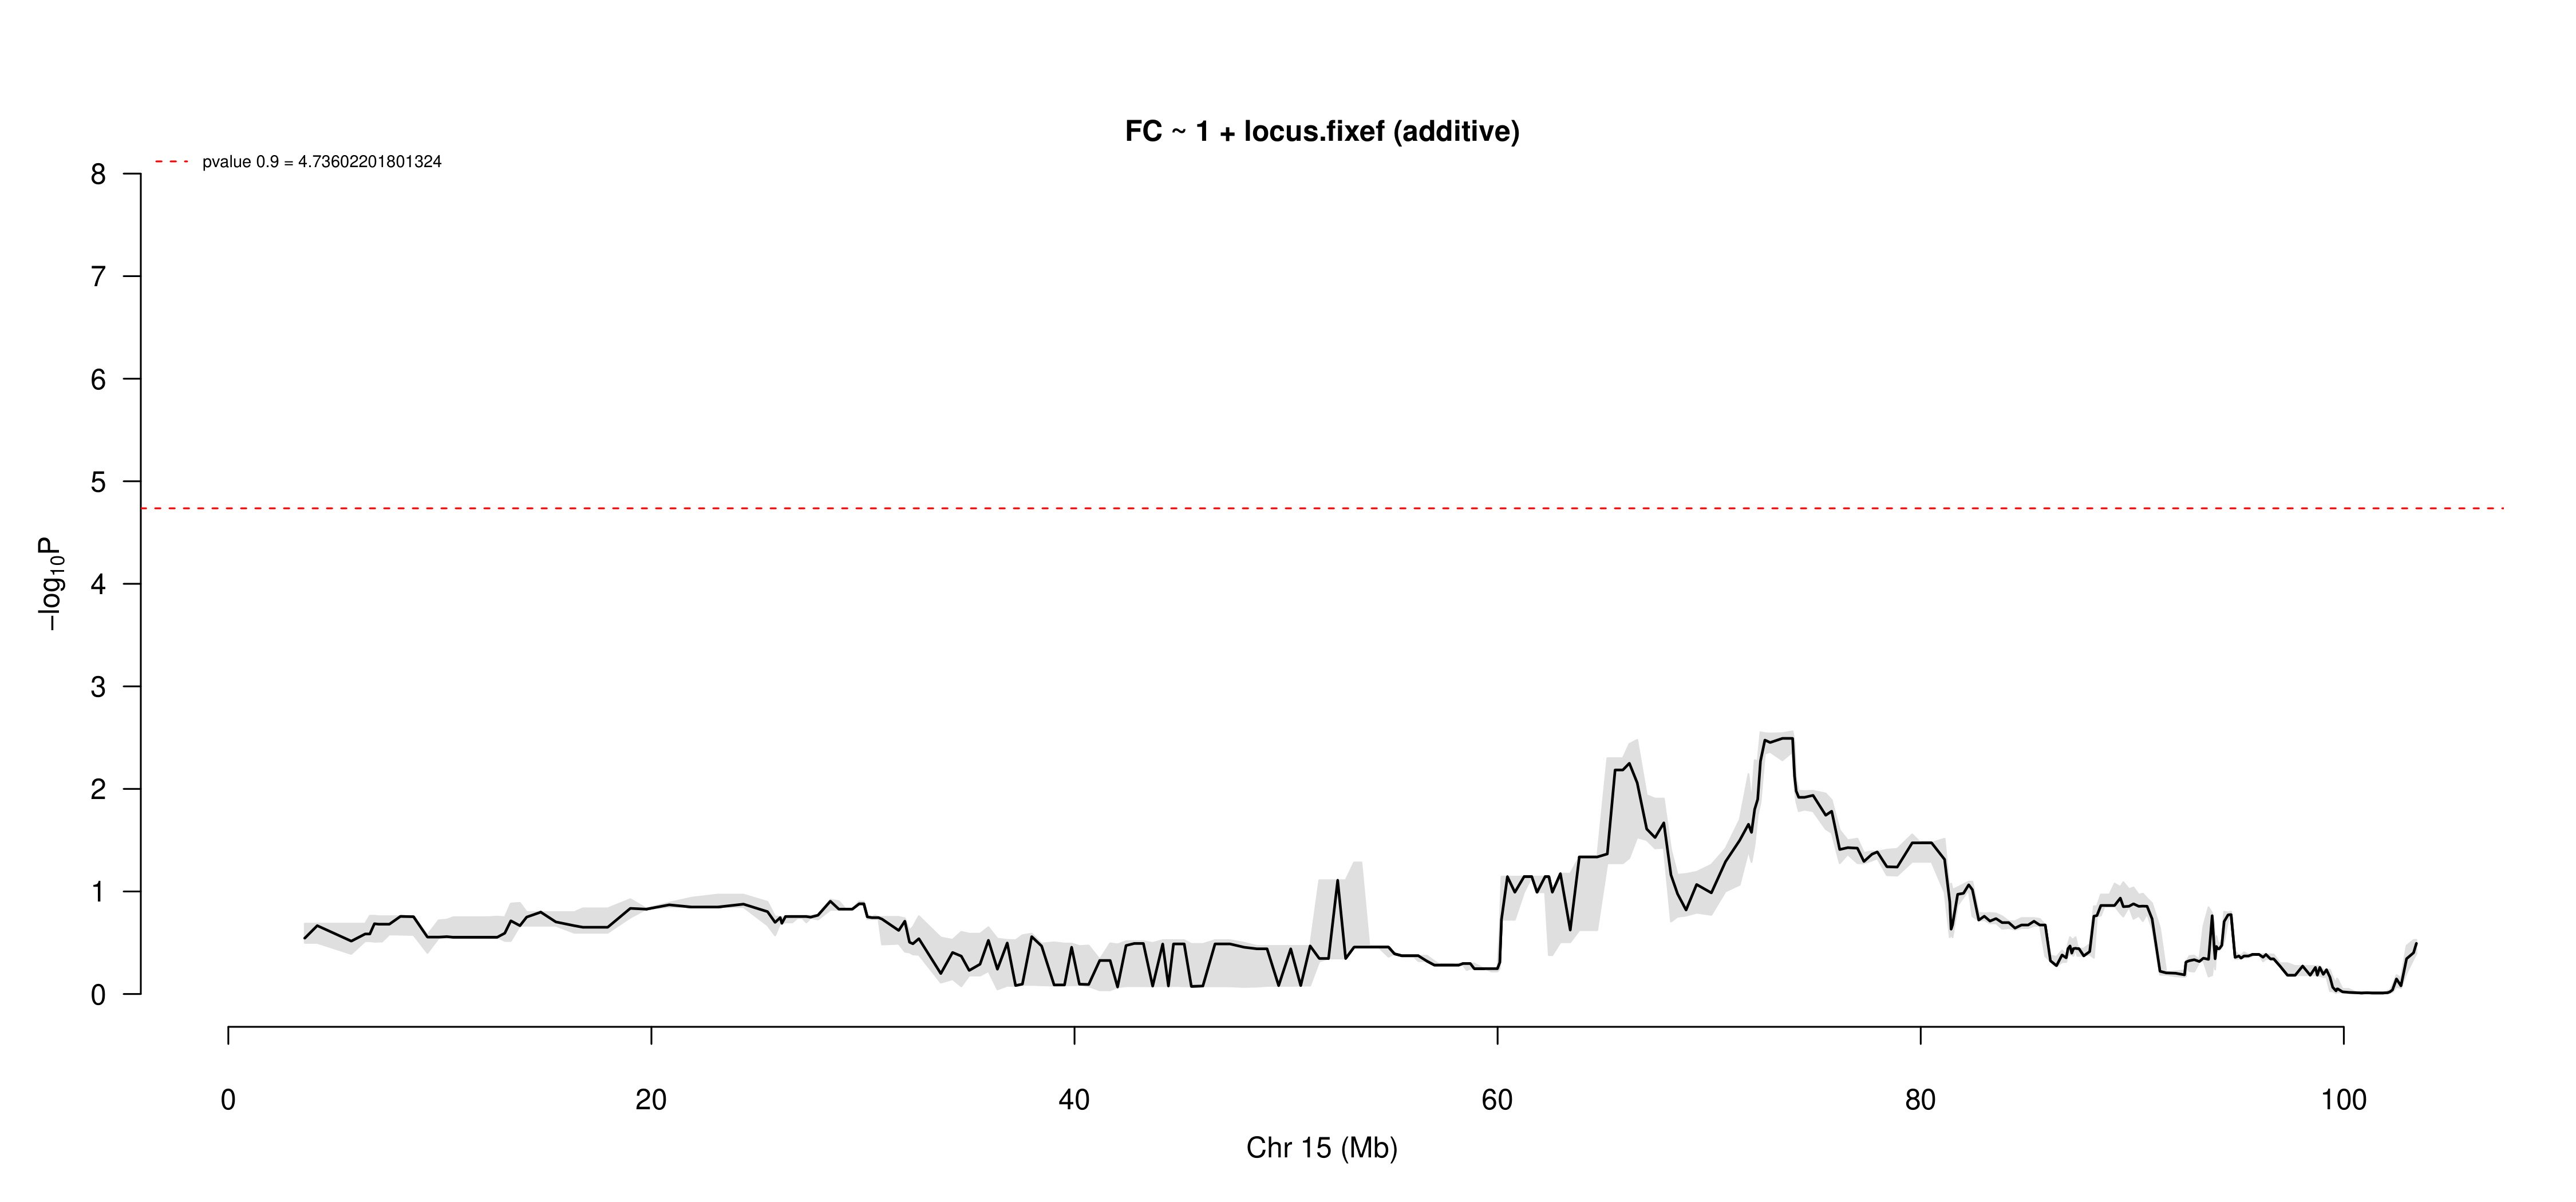 FC ~ 1 + locus.fixef (additive)
pvalue 0.9 = 4.73602201801324
8
7
6
5
4
3
2
1
0
−log10P
0 20 40 60 80 100
Chr 15 (Mb)